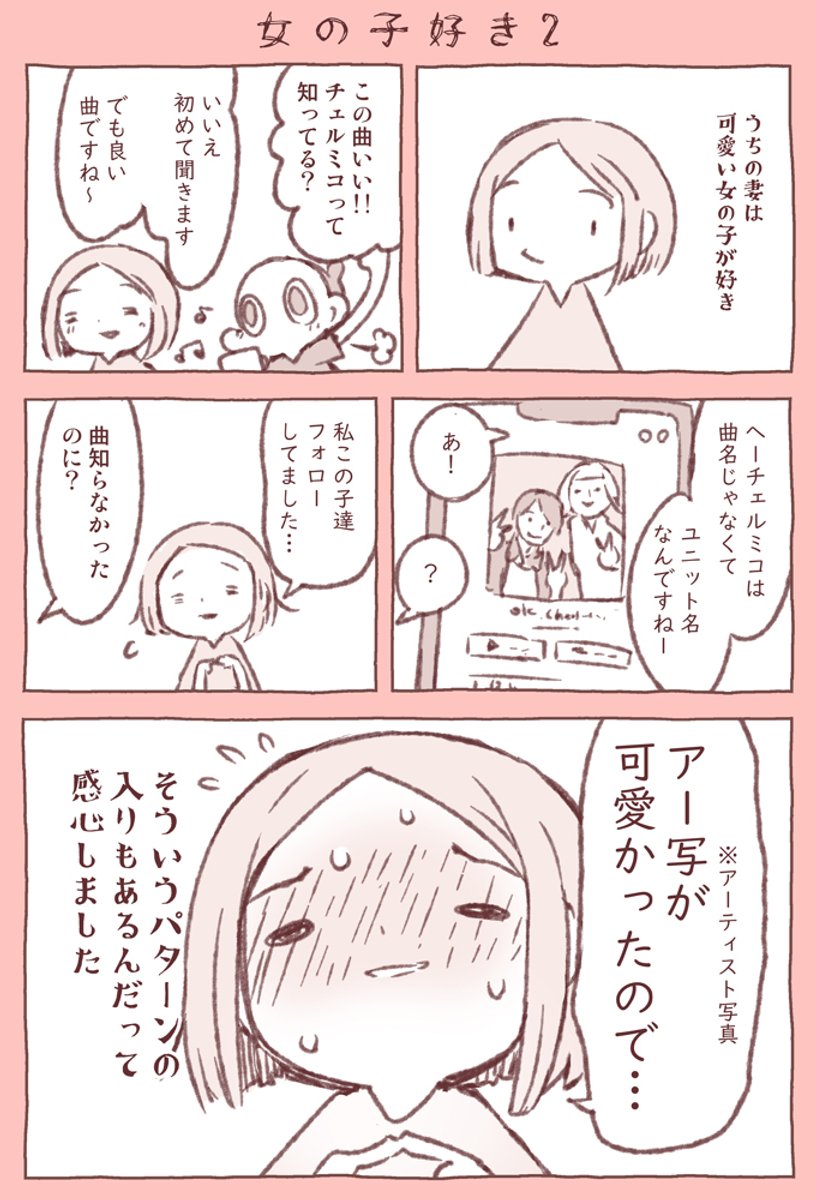 女の子好き2
うちの妻は
可愛い女の子が好き
この曲いい!!
チェルミコって
知ってる?
いいえ
初めて聞きます
でも良い
曲ですね～
へーチェルミコは
曲名じゃなくて
ユニット名
なんですねー
あ!
?
私この子達
フォロー
してました…
曲知らなかった
のに?
アー写が
可愛かったので…
※アーティスト写真
そういうパターンの
入りもあるんだって
感心しました